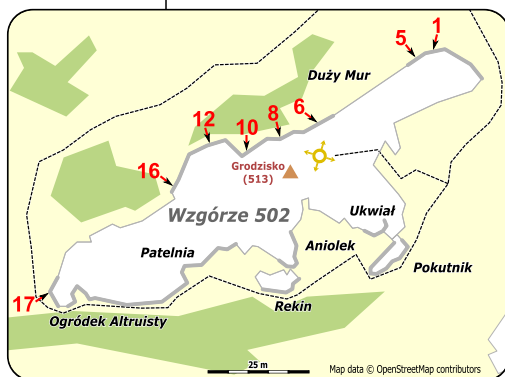 1
5
Duży Mur
6
8
12
10
Grodzisko
(513)
16
Wzgórze 502
Ukwiał
Patelnia
Aniolek
Pokutnik
17
Rekin
Ogródek Altruisty
25 m
Map data © OpenStreetMap contributors